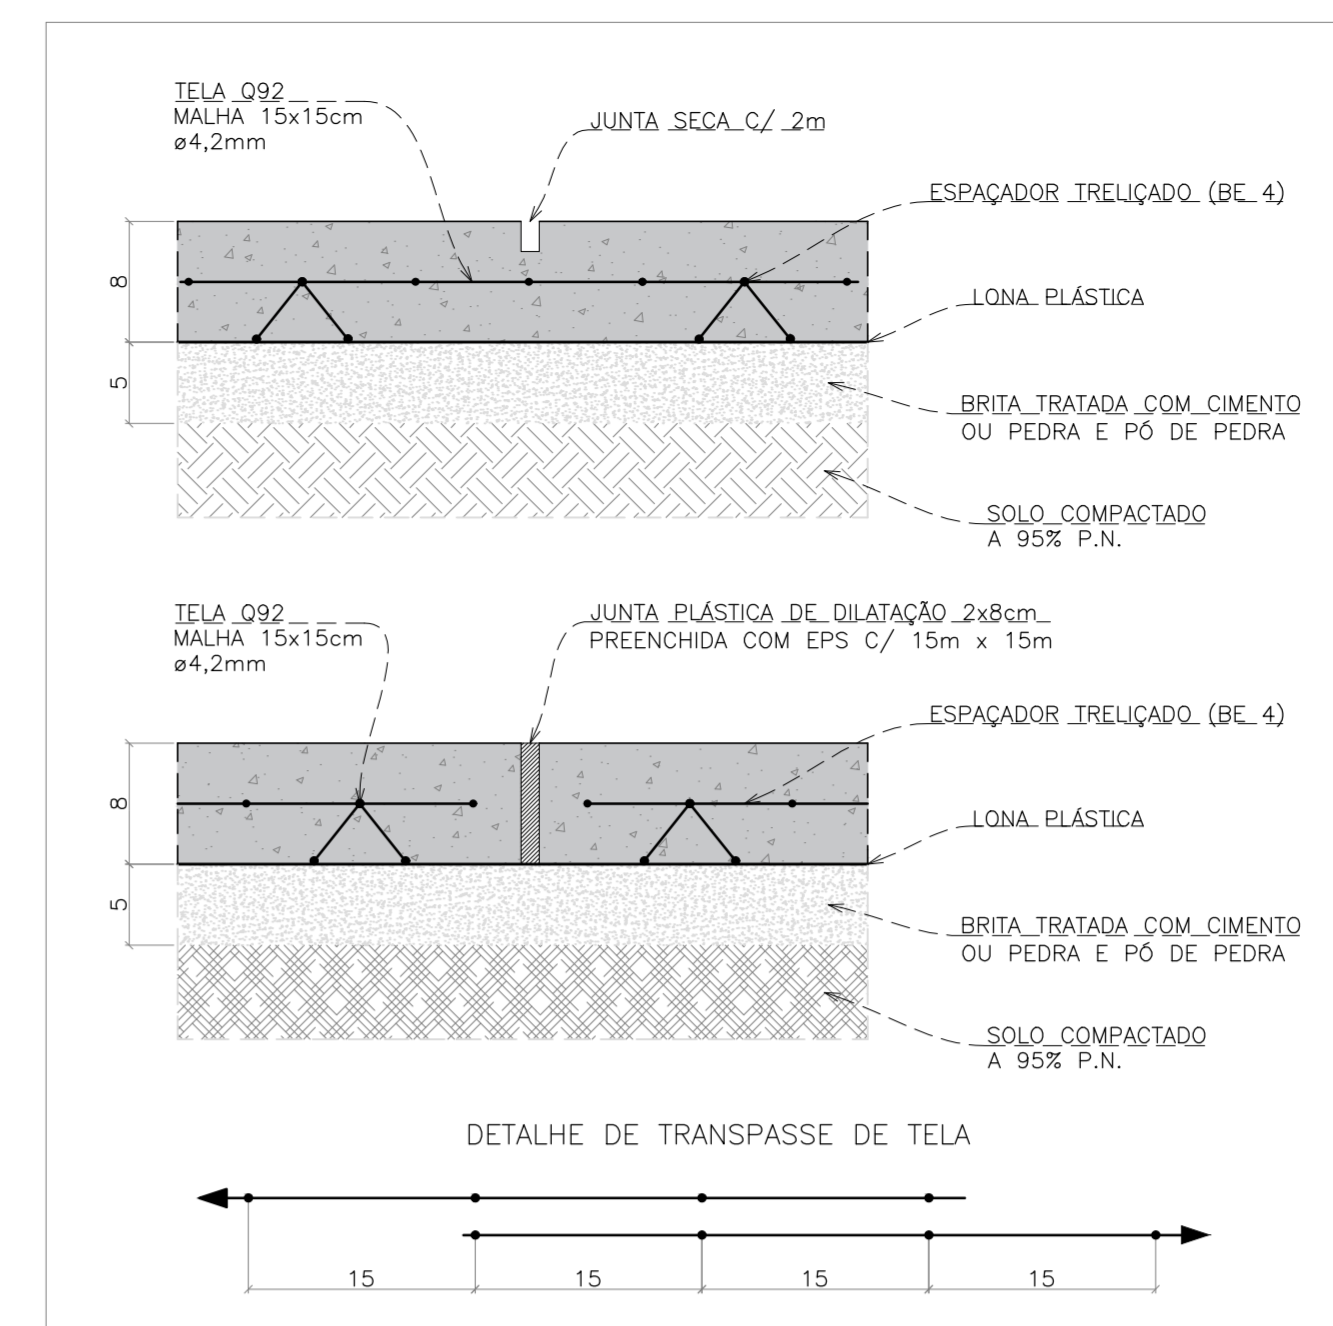 TELA Q92
MALHA 15x15cm
ø4,2mm
JUNTA SECA C/ 2m
ESPAÇADOR TRELIÇADO (BE 4)
8
LONA PLÁSTICA
5
BRITA TRATADA COM CIMENTO
OU PEDRA E PÓ DE PEDRA
SOLO COMPACTADO
A 95% P.N.
TELA Q92
MALHA 15x15cm
ø4,2mm
JUNTA PLÁSTICA DE DILATAÇÃO 2x8cm
PREENCHIDA COM EPS C/ 15m x 15m
ESPAÇADOR TRELIÇADO (BE 4)
8
LONA PLÁSTICA
5
BRITA TRATADA COM CIMENTO
OU PEDRA E PÓ DE PEDRA
SOLO COMPACTADO
A 95% P.N.
DETALHE DE TRANSPASSE DE TELA
15 15 15 15